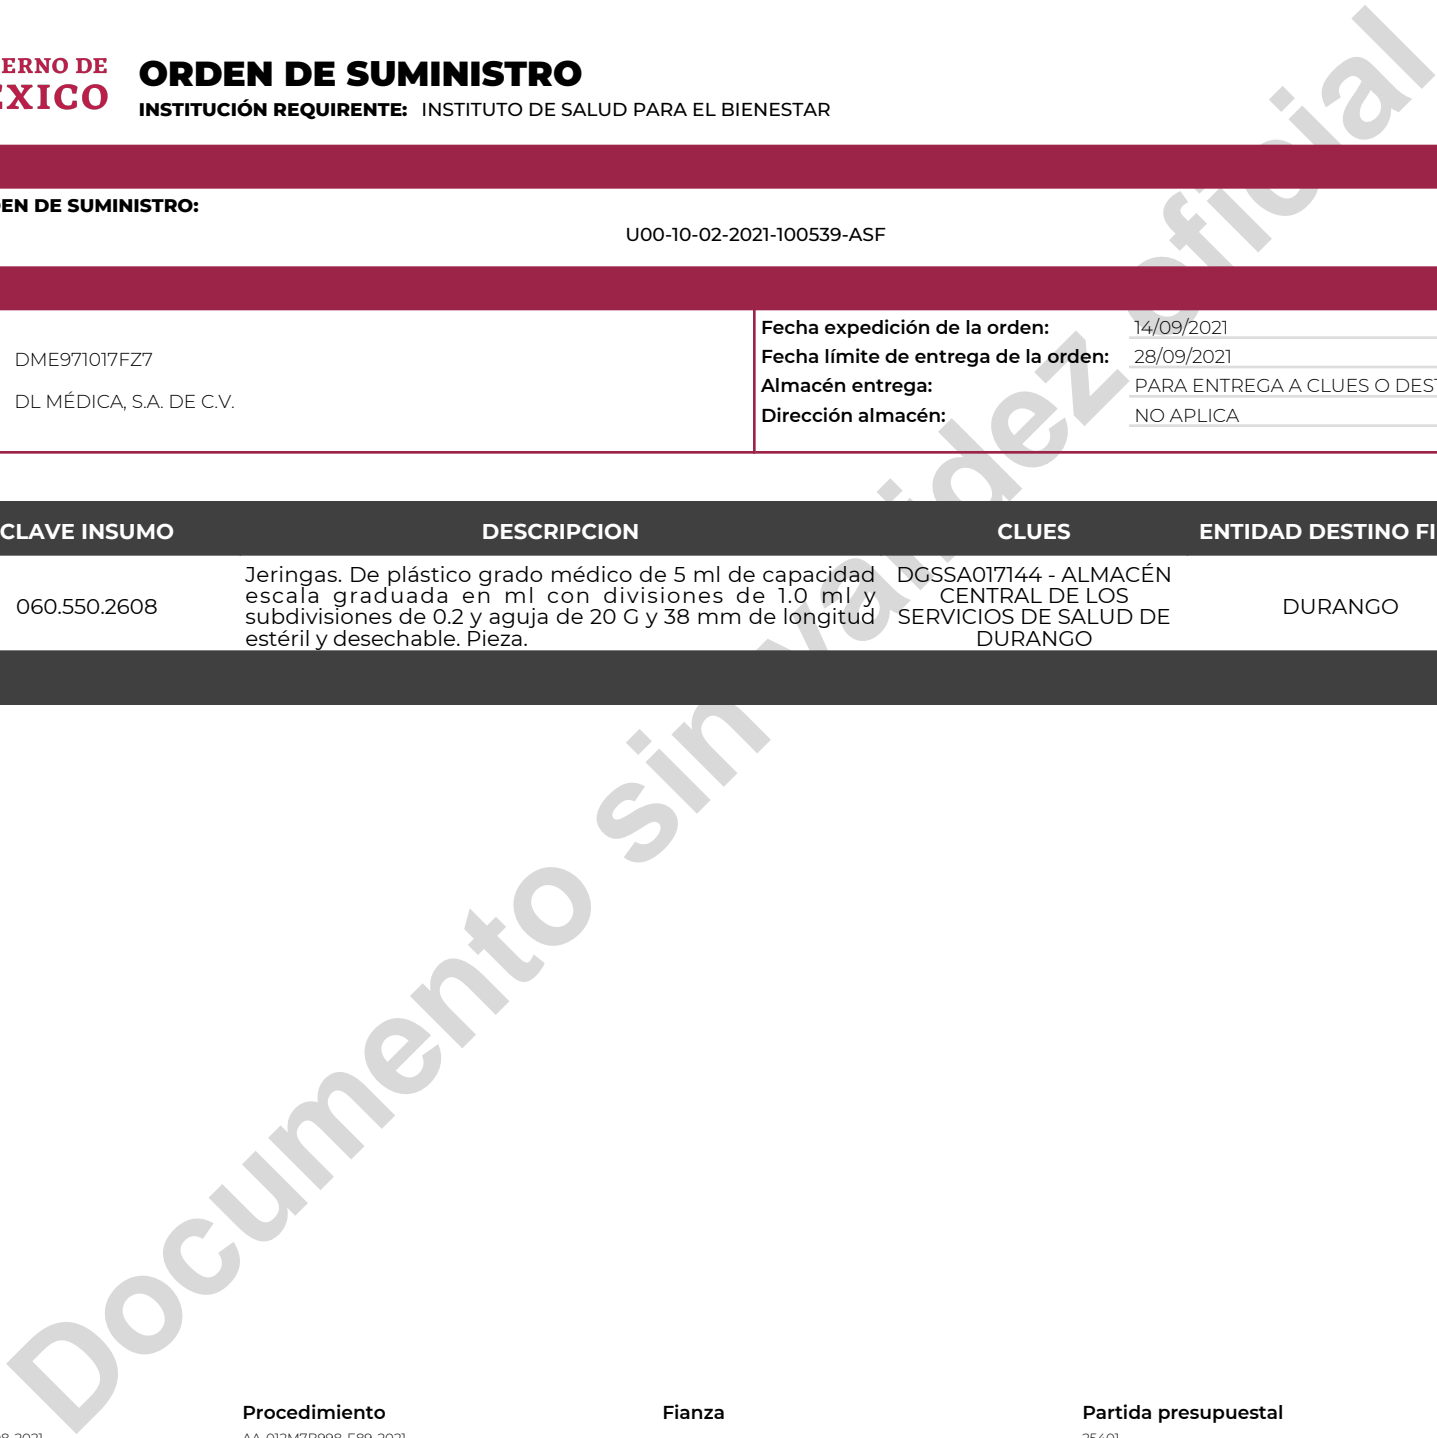 ERNO DE
EXICO
ORDEN DE SUMINISTRO
INSTITUCIÓN REQUIRENTE: INSTITUTO DE SALUD PARA EL BIENESTAR
EN DE SUMINISTRO:
U00-10-02-2021-100539-ASF
DME971017FZ7
DL MÉDICA, S.A. DE C.V.
Fecha expedición de la orden: 14/09/2021
Fecha límite de entrega de la orden: 28/09/2021
Almacén entrega: PARA ENTREGA A CLUES O DEST
Dirección almacén: NO APLICA
CLAVE INSUMO DESCRIPCION CLUES ENTIDAD DESTINO FI
060.550.2608
Jeringas. De plástico grado médico de 5 ml de capacidad
escala graduada en ml con divisiones de 1.0 ml y
subdivisiones de 0.2 y aguja de 20 G y 38 mm de longitud
estéril y desechable. Pieza.
DGSSA017144 - ALMACÉN
CENTRAL DE LOS
SERVICIOS DE SALUD DE
DURANGO
DURANGO
Documento sin validez oficial
Procedimiento Fianza Partida presupuestal